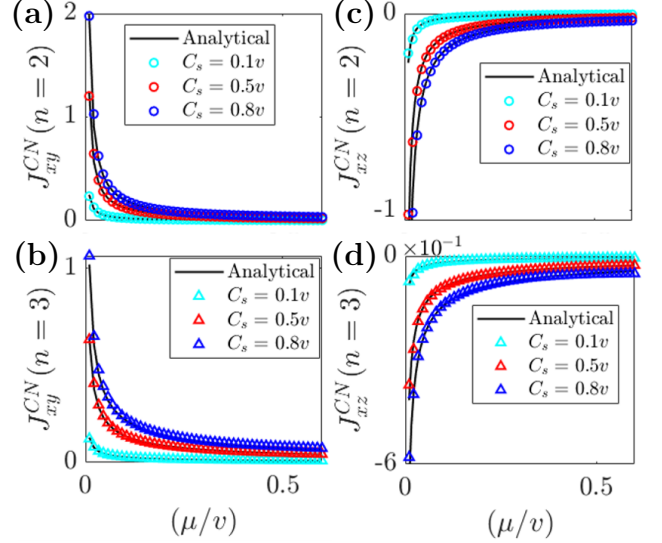 (a)
2
1
0
J_{xy}^{CN}(n = 2)
Analytical
C_s = 0.1v
C_s = 0.5v
C_s = 0.8v
(c)
0
-1
J_{xz}^{CN}(n = 2)
Analytical
C_s = 0.1v
C_s = 0.5v
C_s = 0.8v
(b)
1
0
J_{xy}^{CN}(n = 3)
Analytical
C_s = 0.1v
C_s = 0.5v
C_s = 0.8v
0
0.5
(μ/v)
(d)
0
×10^{-1}
-6
J_{xz}^{CN}(n = 3)
Analytical
C_s = 0.1v
C_s = 0.5v
C_s = 0.8v
0
0.5
(μ/v)